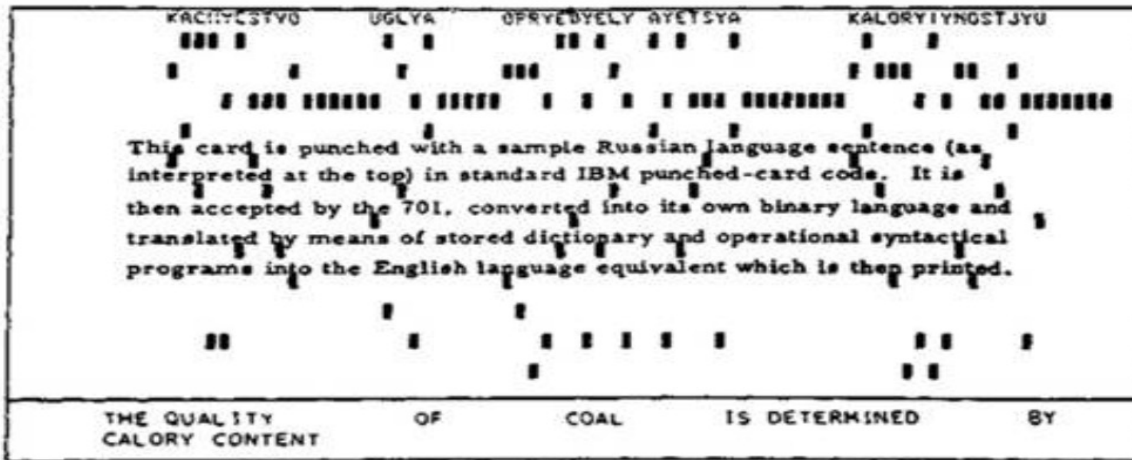 KACHYESTVO UGLYA OPRYEDYELY AYETSYA KALORYIYNOSTJYU
This card is punched with a sample Russian language sentence (as
interpreted at the top) in standard IBM punched-card code. It is
then accepted by the 701, converted into its own binary language and
translated by means of stored dictionary and operational syntactical
programs into the English language equivalent which is then printed.
THE QUALITY OF COAL IS DETERMINED BY
CALORY CONTENT